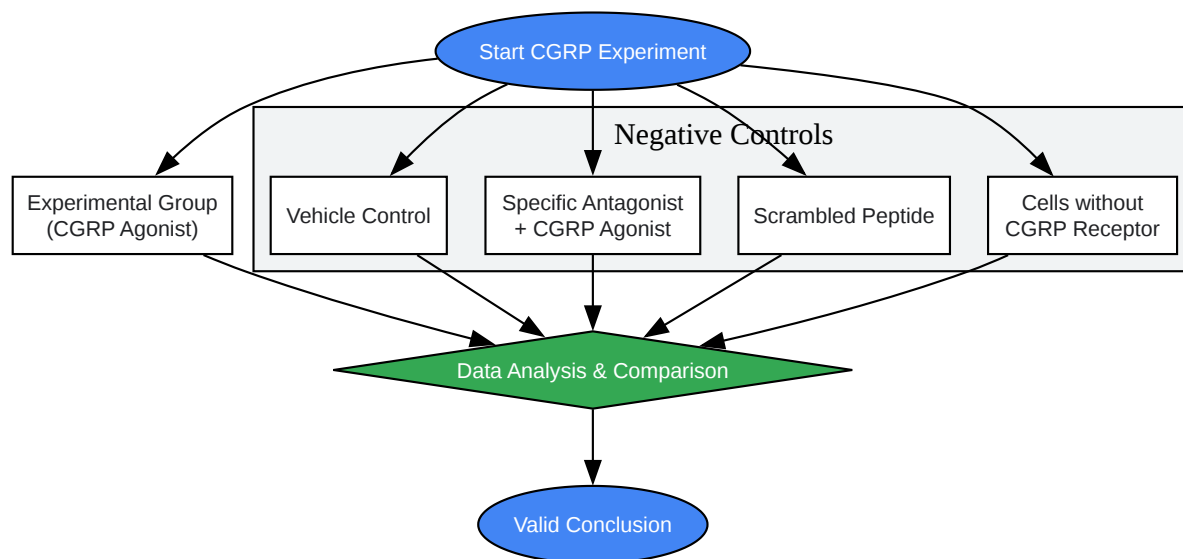 Start CGRP Experiment
Negative Controls
Experimental Group
(CGRP Agonist)
Vehicle Control
Specific Antagonist
+ CGRP Agonist
Scrambled Peptide
Cells without
CGRP Receptor
Data Analysis & Comparison
Valid Conclusion